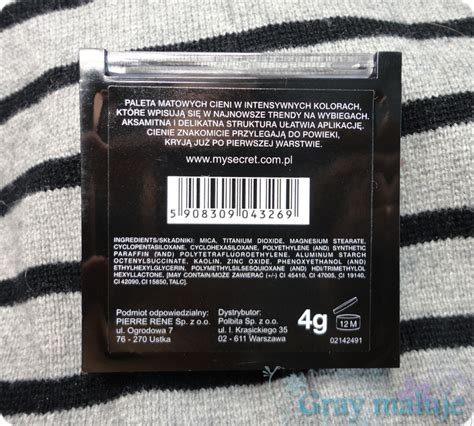 PALETA MATOWYCH CIENI W INTENSYWNYCH KOLORACH,
KTÓRE WPISUJĄ SIĘ W NAJNOWSZE TRENDY NA WYBIEGACH.
AKSAMITNA I DELIKATNA STRUKTURA UŁATWIA APLIKACJĘ.
CIENIE ZNAKOMICIE PRZYLEGAJĄ DO POWIEKI,
KRYJĄ JUŻ PO PIERWSZEJ WARSTWIE.
www.mysecret.com.pl
5 908309 043269
INGREDIENTS/SKŁADNIKI: MICA, TITANIUM DIOXIDE, MAGNESIUM STEARATE,
CYCLOPENTASILOXANE, CYCLOHEXASILOXANE, POLYETHYLENE (AND) SYNTHETIC
PARAFFIN (AND) POLYTETRAFLUOROETHYLENE, ALUMINUM STARCH
OCTENYLSUCCINATE, KAOLIN, ZINC OXIDE, PHENOXYETHANOL (AND)
ETHYLHEXYLGLYCERIN, POLYMETHYLSILSESQUIOXANE (AND) HDI/TRIMETHYLOL
HEXYLLACTONE, [MAY CONTAIN/MOŻE ZAWIERAĆ (+/-) CI 45410, CI 47005, CI 19140,
CI 42090, CI 15850, TALC].
Podmiot odpowiedzialny:
PIERRE RENE Sp. z o.o.
ul. Ogrodowa 7
76 - 270 Ustka
Dystrybutor:
Polbita Sp. z o.o.
ul. I. Krasickiego 35
02 - 611 Warszawa
4g
12 M
02142491
Gray maluje